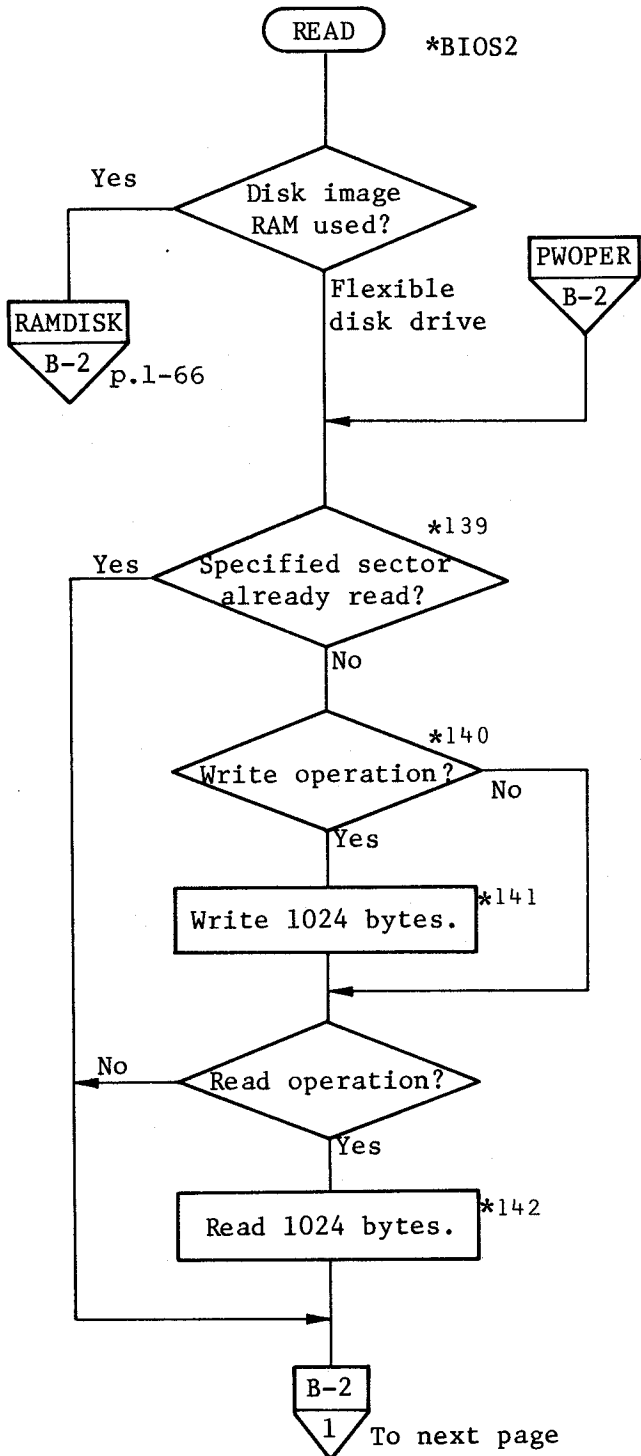 READ
*BIOS2
Yes
Disk image
RAM used?
PWOPER
B-2
Flexible
disk drive
RAMDISK
B-2
p.1-66
*139
Yes
Specified sector
already read?
No
*140
Write operation?
No
Yes
Write 1024 bytes.
*141
No
Read operation?
Yes
Read 1024 bytes.
*142
B-2
1
To next page